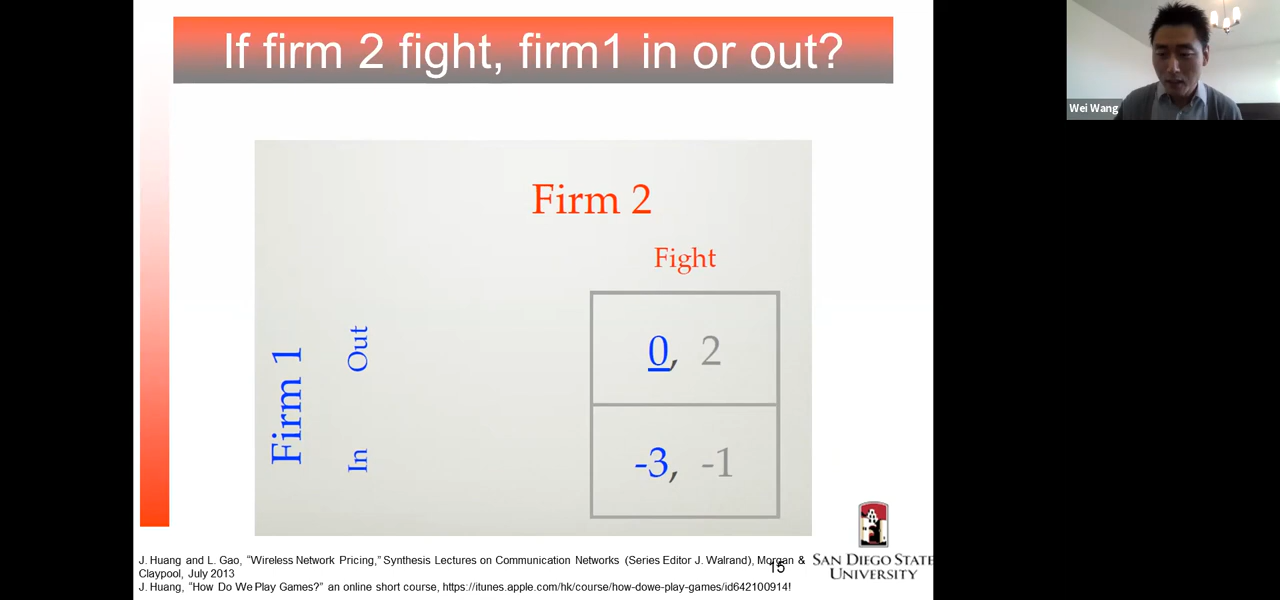 If firm 2 fight, firm1 in or out?
Wei Wang
Firm 2
Fight
Firm 1
Out
0, 2
In
-3, -1
J. Huang and L. Gao, “Wireless Network Pricing,” Synthesis Lectures on Communication Networks (Series Editor J. Walrand), Morgan &
Claypool, July 2013
J. Huang, “How Do We Play Games?” an online short course, https://itunes.apple.com/hk/course/how-dowe-play-games/id642100914!
15
SAN DIEGO STATE
UNIVERSITY